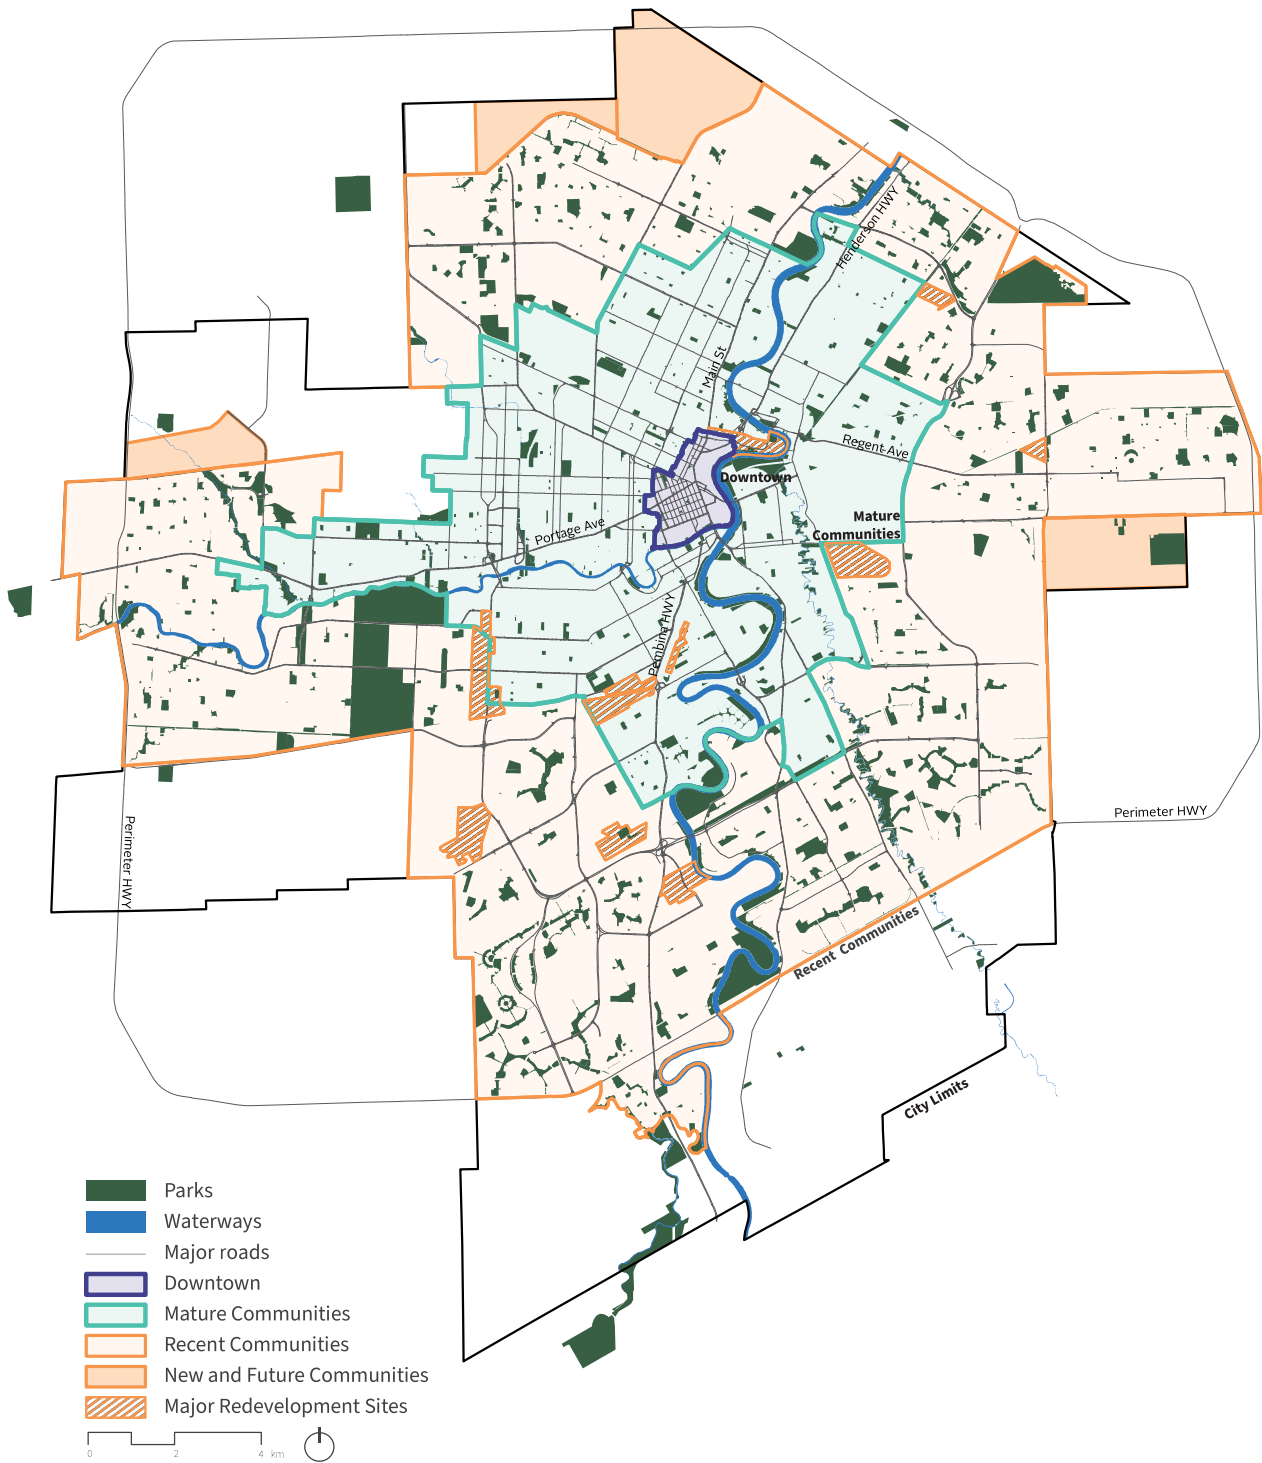 Henderson HWY
Main St
Regent Ave
Downtown
Mature
Communities
Portage Ave
Pembina HWY
Perimeter HWY
Perimeter HWY
Recent Communities
City Limits
Parks
Waterways
Major roads
Downtown
Mature Communities
Recent Communities
New and Future Communities
Major Redevelopment Sites
0 2 4 km